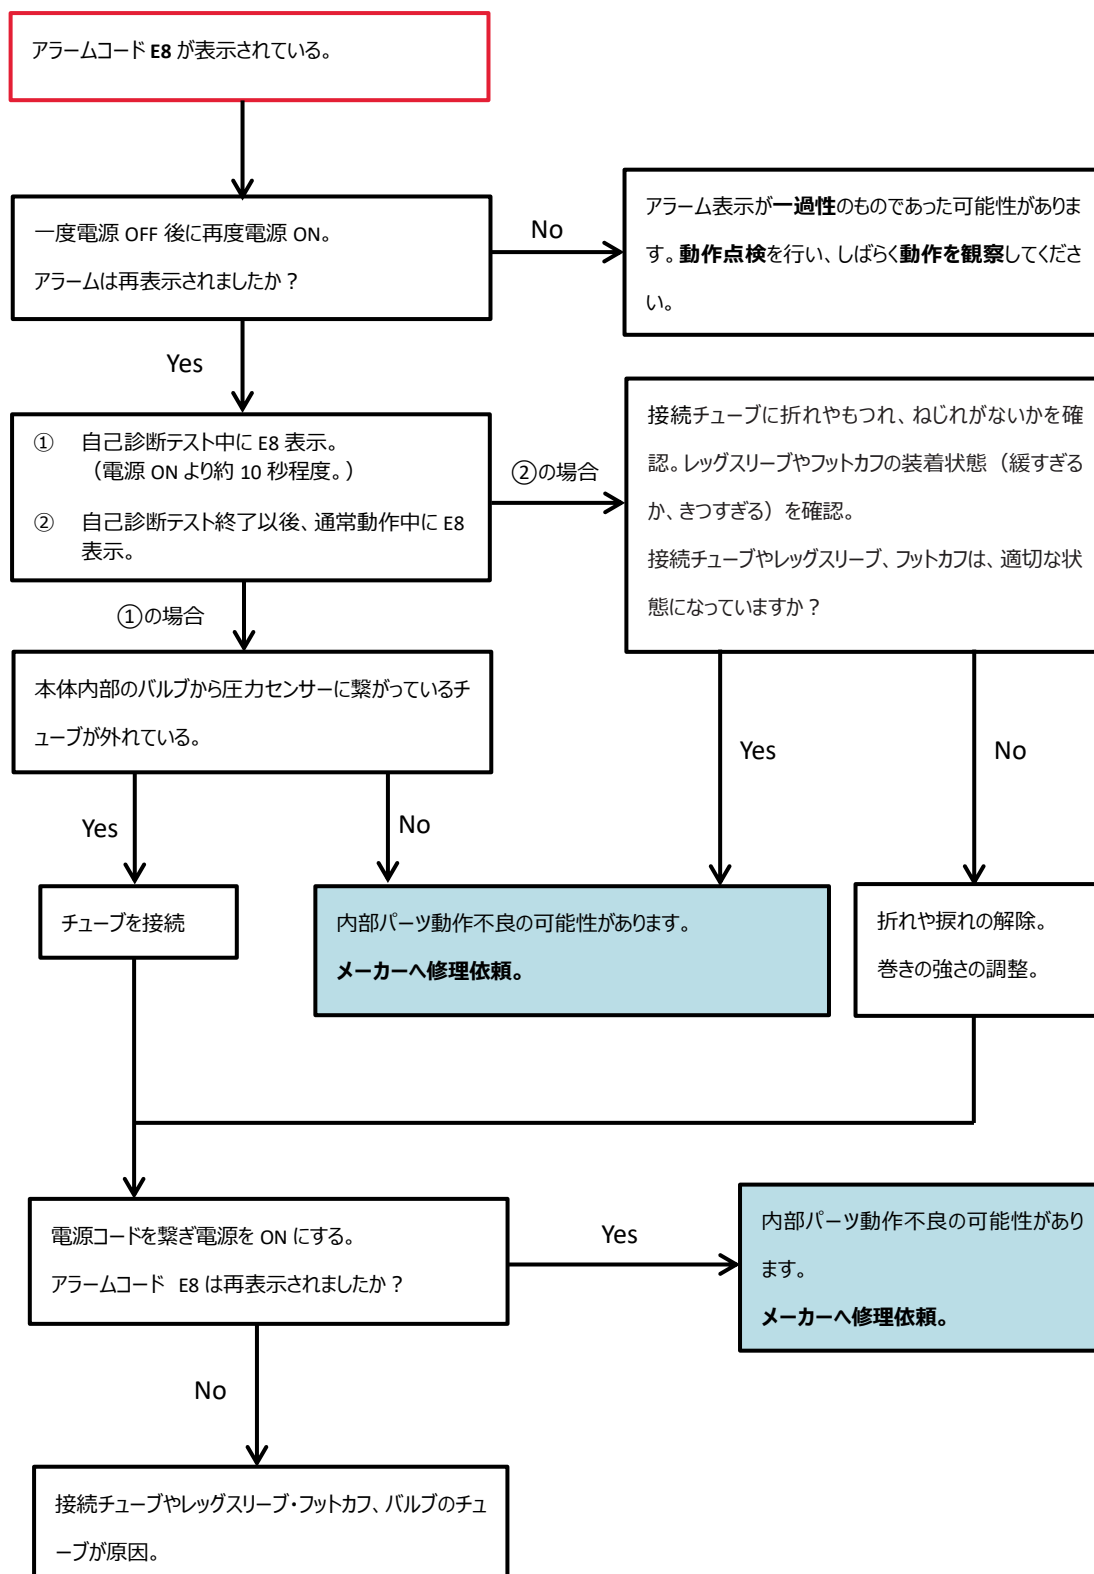 アラームコード E8 が表示されている。
一度電源 OFF 後に再度電源 ON。
アラームは再表示されましたか？
No
アラーム表示が一過性のものであった可能性がありま
す。動作点検を行い、しばらく動作を観察してくださ
い。
Yes
① 自己診断テスト中に E8 表示。
（電源 ON より約 10 秒程度。）
② 自己診断テスト終了以後、通常動作中に E8
表示。
②の場合
接続チューブに折れやもつれ、ねじれがないかを確
認。レッグスリーブやフットカフの装着状態（緩すぎる
か、きつすぎる）を確認。
接続チューブやレッグスリーブ、フットカフは、適切な状
態になっていますか？
①の場合
本体内部のバルブから圧力センサーに繋がっているチ
ューブが外れている。
Yes
No
Yes
No
チューブを接続
内部パーツ動作不良の可能性があります。
メーカーへ修理依頼。
折れや捩れの解除。
巻きの強さの調整。
電源コードを繋ぎ電源を ON にする。
アラームコード E8 は再表示されましたか？
Yes
内部パーツ動作不良の可能性があり
ます。
メーカーへ修理依頼。
No
接続チューブやレッグスリーブ・フットカフ、バルブのチュ
ーブが原因。